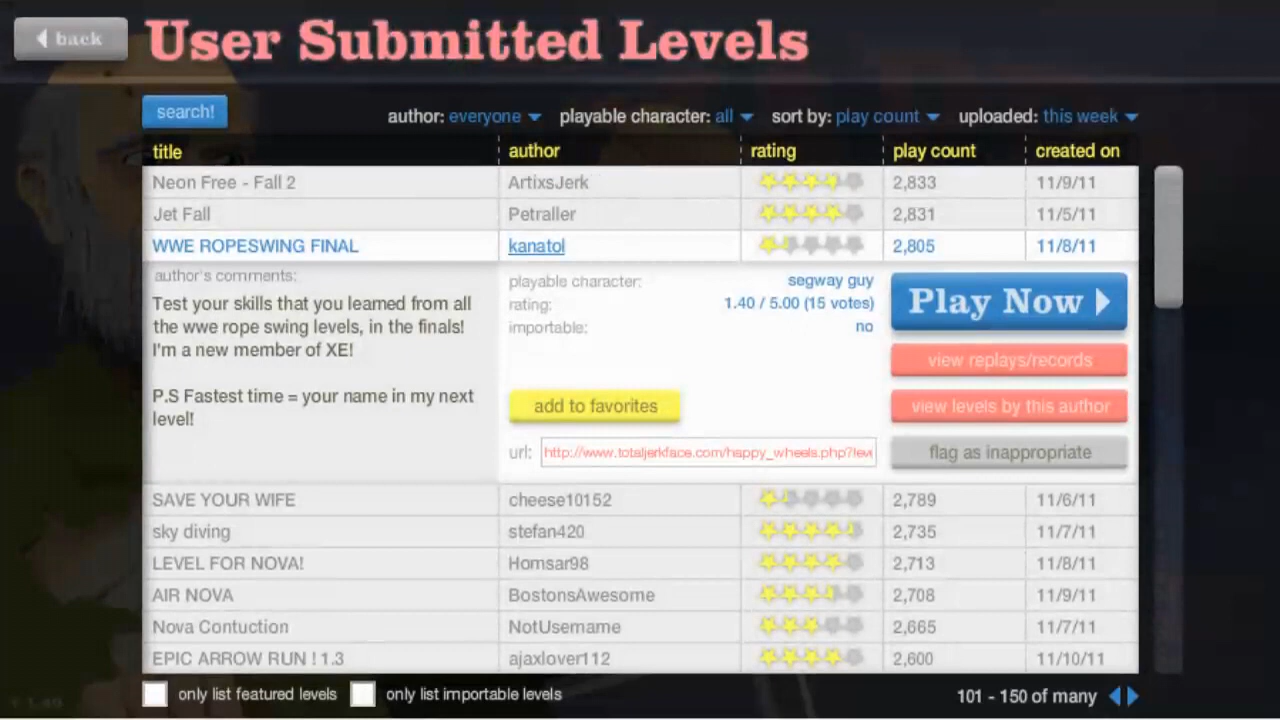 back
User Submitted Levels
search!
author: everyone playable character: all sort by: play count uploaded: this week
title author rating play count created on
Neon Free - Fall 2 ArtixsJerk 2,833 11/9/11
Jet Fall Petraller 2,831 11/5/11
WWE ROPESWING FINAL kanatol 2,805 11/8/11
author's comments:
Test your skills that you learned from all
the wwe rope swing levels, in the finals!
I'm a new member of XE!
P.S Fastest time = your name in my next
level!
playable character: segway guy
rating: 1.40 / 5.00 (15 votes)
importable: no
add to favorites
url: http://www.totaljerkface.com/happy_wheels.php?lev
Play Now
view replays/records
view levels by this author
flag as inappropriate
SAVE YOUR WIFE cheese10152 2,789 11/6/11
sky diving stefan420 2,735 11/7/11
LEVEL FOR NOVA! Homsar98 2,713 11/8/11
AIR NOVA BostonsAwesome 2,708 11/9/11
Nova Contuction NotUsername 2,665 11/7/11
EPIC ARROW RUN ! 1.3 ajaxlover112 2,600 11/10/11
only list featured levels only list importable levels
101 - 150 of many